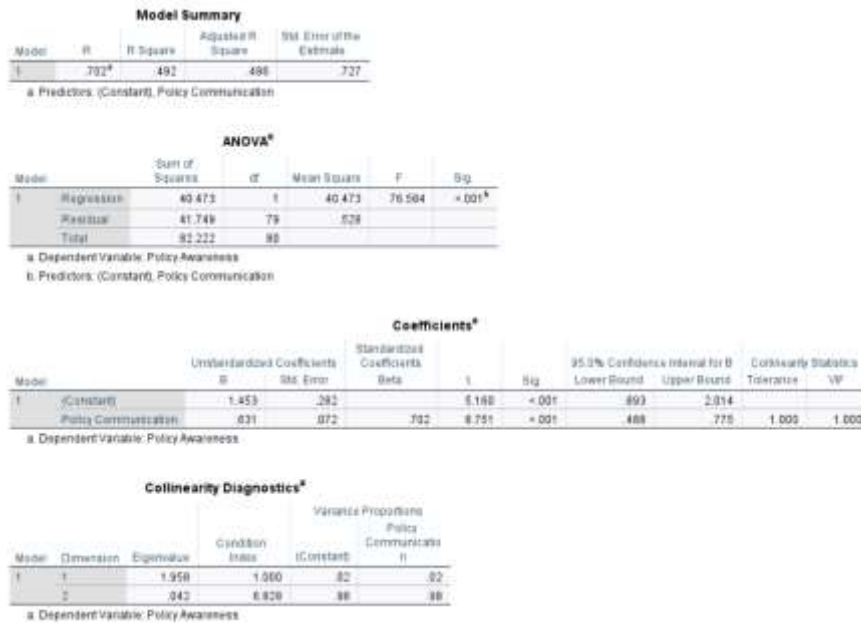 Model Summary
Model R R Square Adjusted R Square Std. Error of the Estimate
1 .702a .492 .486 .727
a. Predictors: (Constant), Policy Communication
ANOVAa
Model Sum of Squares df Mean Square F Sig.
1 Regression 40.473 1 40.473 <.001b
Residual 41.749 79 .528
Total 82.222 80
a. Dependent Variable: Policy Awareness
b. Predictors: (Constant), Policy Communication
Coefficientsa
Unstandardized Coefficients Standardized Coefficients 95.0% Confidence Interval for B Collinearity Statistics
Model B Std. Error Beta t Sig. Lower Bound Upper Bound Tolerance VIF
1 (Constant) 1.453 .282 5.160 <.001 .893 2.014
Policy Communication .631 .072 .702 8.751 <.001 .775 1.000 1.000
a. Dependent Variable: Policy Awareness
Collinearity Diagnosticsa
Variance Proportions
Model Dimension Eigenvalue Condition Index (Constant) Policy Communicatio n
1 1 1.958 1.000 .02 .02
2 .042 .98 .98
a. Dependent Variable: Policy Awareness